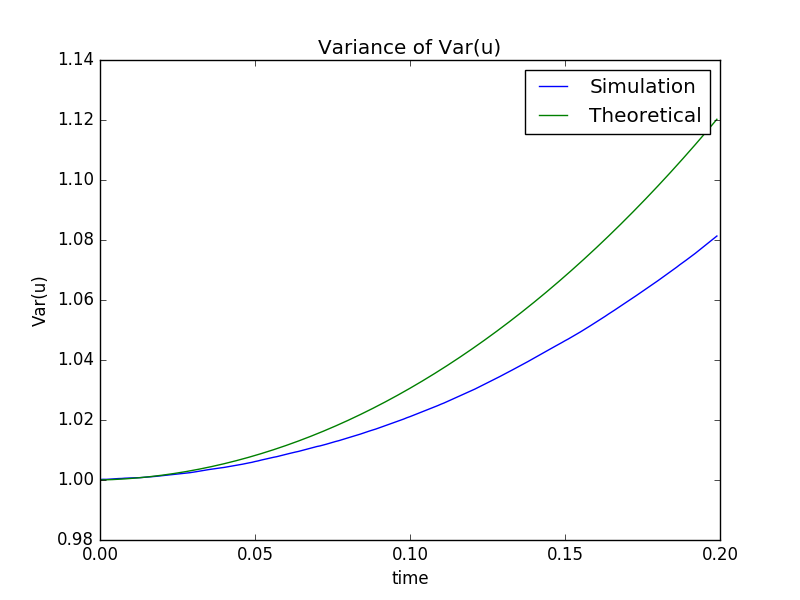 Variance of Var(u)
Simulation
Theoretical
Var(u)
1.14
1.12
1.10
1.08
1.06
1.04
1.02
1.00
0.98
0.00 0.05 0.10 0.15 0.20
time